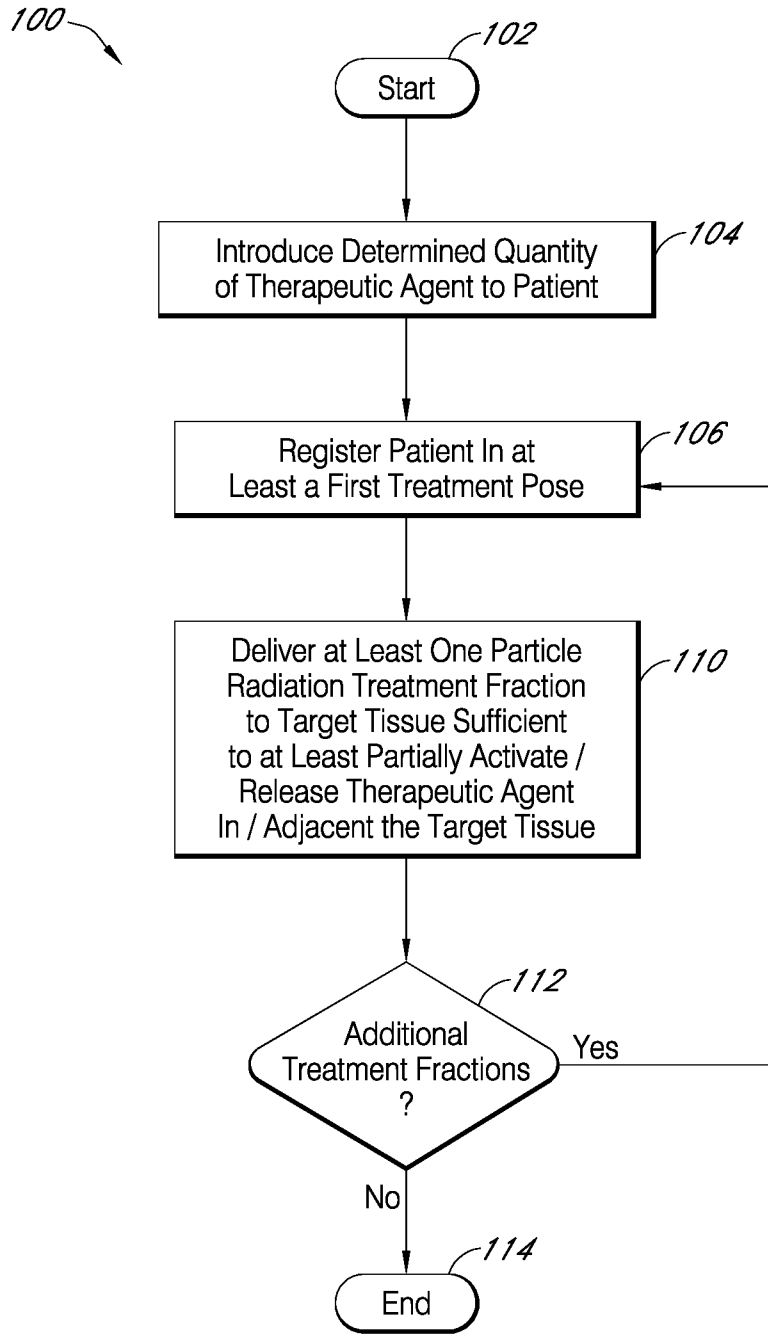 100
102
Start
104
Introduce Determined Quantity
of Therapeutic Agent to Patient
106
Register Patient In at
Least a First Treatment Pose
110
Deliver at Least One Particle
Radiation Treatment Fraction
to Target Tissue Sufficient
to at Least Partially Activate /
Release Therapeutic Agent
In / Adjacent the Target Tissue
112
Additional
Treatment Fractions
?
Yes
No
114
End